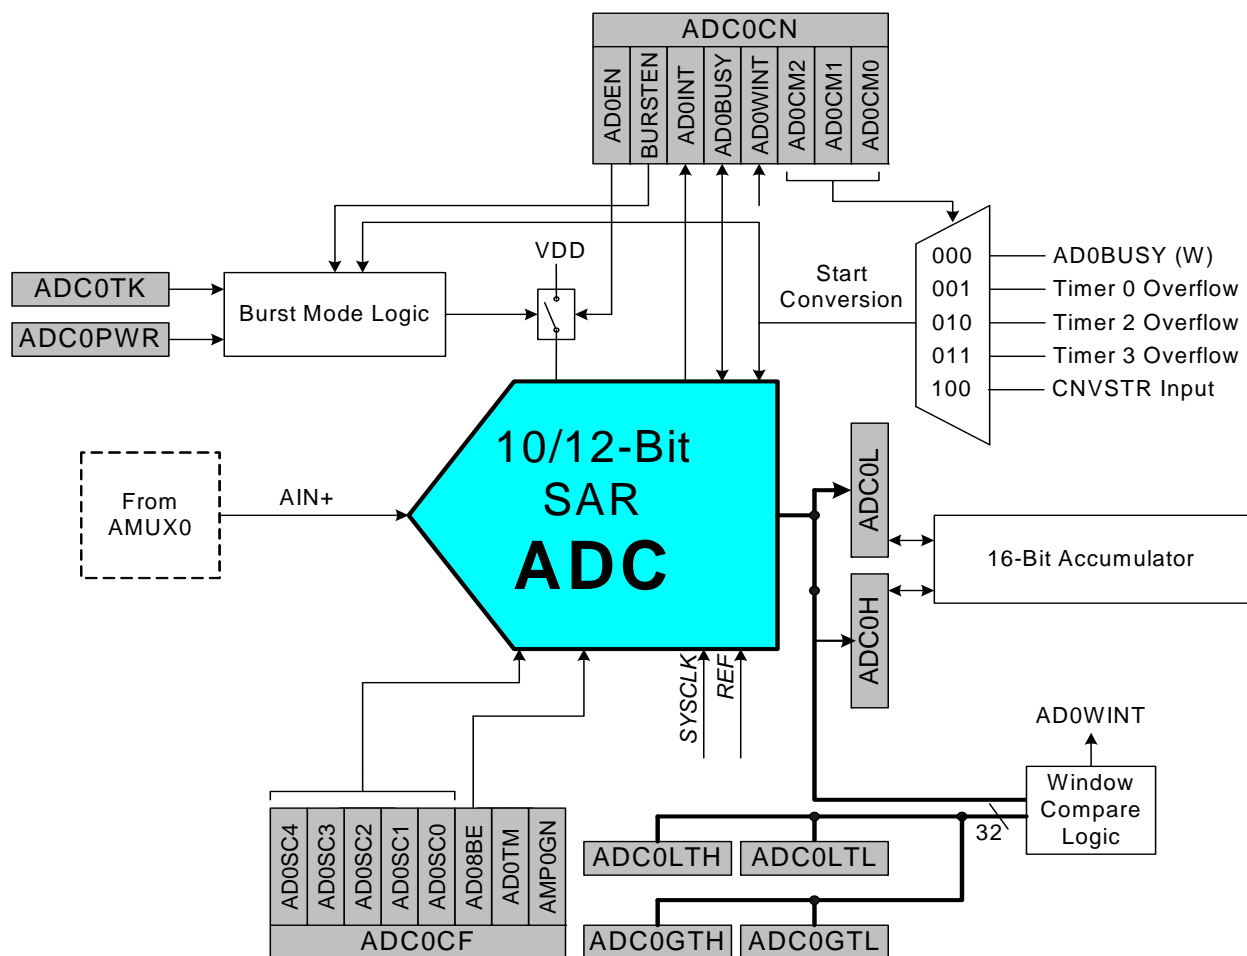 ADC0CN
AD0EN
BURSTEN
AD0INT
AD0BUSY
AD0WINT
AD0CM2
AD0CM1
AD0CM0
VDD
000
AD0BUSY (W)
ADC0TK
Start
Conversion
001
Timer 0 Overflow
Burst Mode Logic
010
Timer 2 Overflow
ADC0PWR
011
Timer 3 Overflow
100
CNVSTR Input
10/12-Bit
SAR
ADC
From
AMUX0
AIN+
ADC0L
16-Bit Accumulator
ADC0H
SYSCLK
REF
AD0WINT
Window
Compare
Logic
32
AD0SC4
AD0SC3
AD0SC2
AD0SC1
AD0SC0
AD08BE
AD0TM
AMP0GN
ADC0CF
ADC0LTH
ADC0LTL
ADC0GTH
ADC0GTL